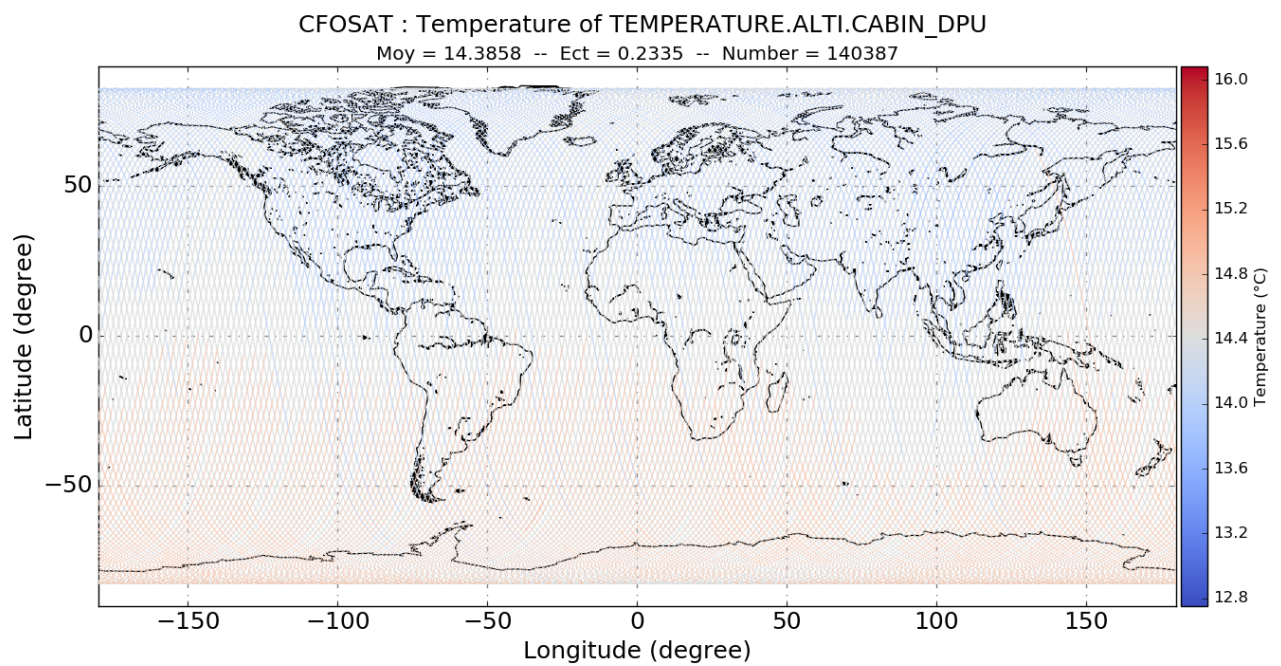 CFOSAT : Temperature of TEMPERATURE.ALTI.CABIN_DPU
Moy = 14.3858 -- Ect = 0.2335 -- Number = 140387
50
0
−50
Latitude (degree)
−150 −100 −50 0 50 100 150
Longitude (degree)
16.0
15.6
15.2
14.8
14.4
14.0
13.6
13.2
12.8
Temperature (°C)